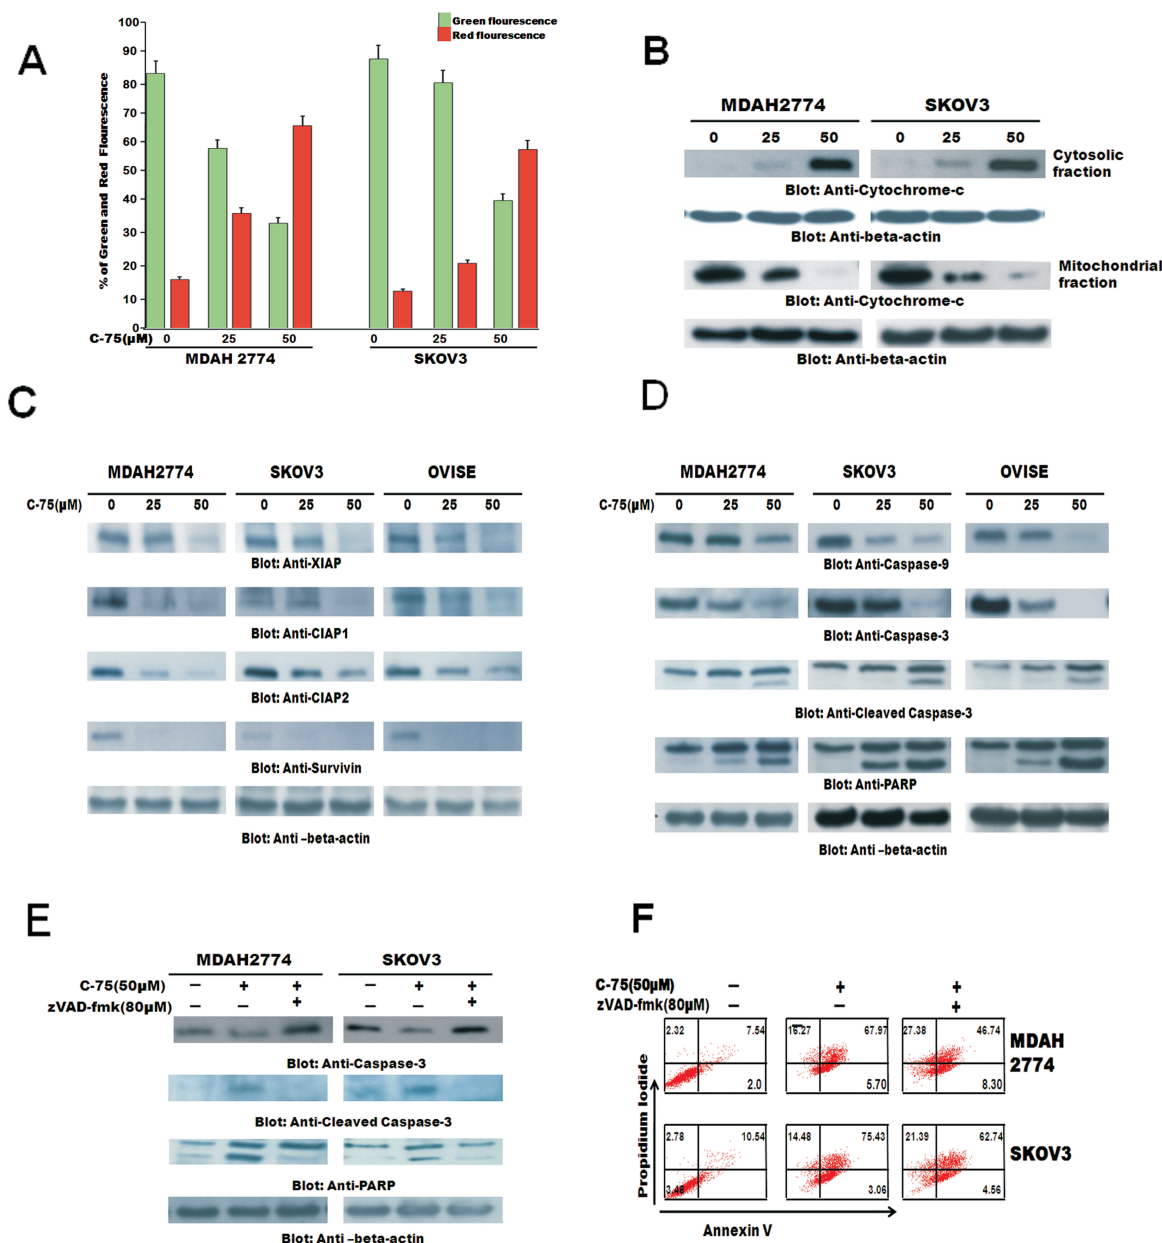 A
Green flourescence
Red flourescence
% of Green and Red Flourescence
100
90
80
70
60
50
40
30
20
10
0
C-75(µM) 0 25 50 0 25 50
MDAH 2774 SKOV3
B
MDAH2774 SKOV3
0 25 50 0 25 50
Cytosolic fraction
Blot: Anti-Cytochrome-c
Blot: Anti-beta-actin
Mitochondrial fraction
Blot: Anti-Cytochrome-c
Blot: Anti-beta-actin
C
MDAH2774 SKOV3 OVISE
C-75(µM) 0 25 50 0 25 50 0 25 50
Blot: Anti-XIAP
Blot: Anti-CIAP1
Blot: Anti-CIAP2
Blot: Anti-Survivin
Blot: Anti –beta-actin
D
MDAH2774 SKOV3 OVISE
C-75(µM) 0 25 50 0 25 50 0 25 50
Blot: Anti-Caspase-9
Blot: Anti-Caspase-3
Blot: Anti-Cleaved Caspase-3
Blot: Anti-PARP
Blot: Anti –beta-actin
E
MDAH2774 SKOV3
C-75(50µM) – + + – + +
zVAD-fmk(80µM) – – + – – +
Blot: Anti-Caspase-3
Blot: Anti-Cleaved Caspase-3
Blot: Anti-PARP
Blot: Anti –beta-actin
F
C-75(50µM) – + +
zVAD-fmk(80µM) – – +
2.32 7.54 16.27 67.97 27.38 46.74
2.0 5.70 8.30
MDAH
2774
2.78 10.54 14.48 75.43 21.39 62.74
3.48 3.06 4.56
SKOV3
Propidium Iodide
Annexin V